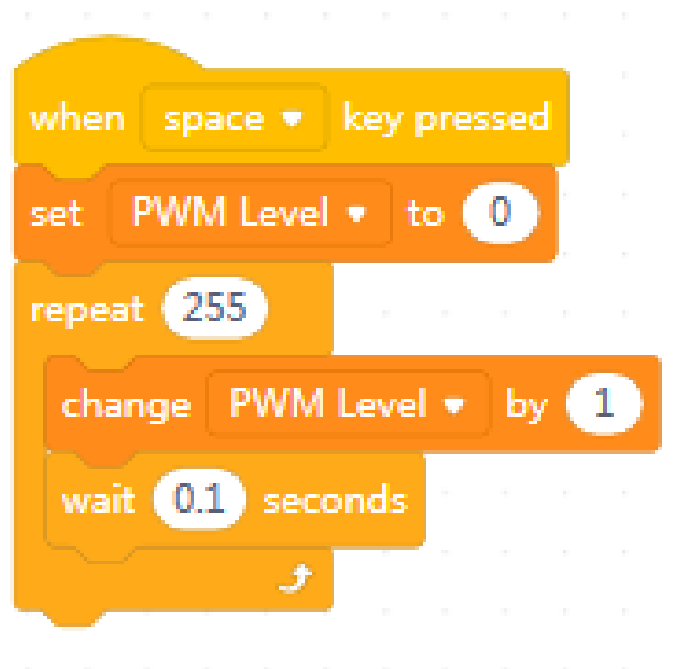 when space key pressed
set PWM Level to 0
repeat 255
change PWM Level by 1
wait 0.1 seconds